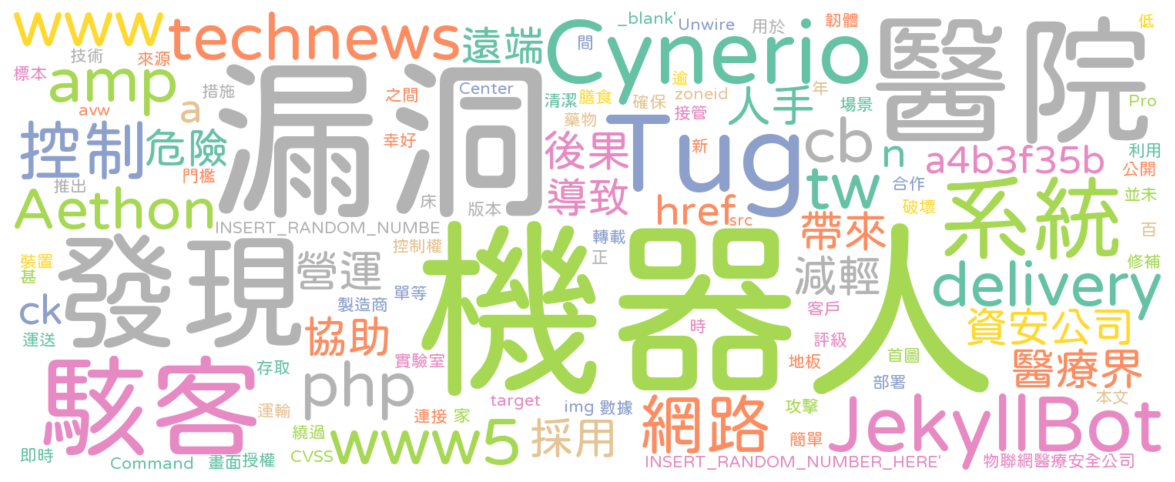 www
technews
遠端
_blank'
Unwire
用於
韌體
低
技術
來源
間
Cynerio
醫院
標本
amp
措施
之間
Center
清潔
膳食
逾
zoneid
年
avw
a
漏洞
藥物
確保
接管
人手
場景
Pro
控制
危險
幸好
後果
Tug
新
cb
n
a4b3f35b
利用
公開
門檻
推出
導致
tw
合作
系統
並未
Aethon
床
版本
href
src
帶來
破壞
百
INSERT_RANDOM_NUMBE
控制權
轉載
正
機器人
裝置
甚
發現
營運
減輕
delivery
修補
ck
製造商
單等
客戶
資安公司
運送
協助
時
評級
首圖
駭客
存取
實驗室
地板
部署
醫療界
php
運輸
連接
家
target
img
數據
網路
攻擊
本文
JekyllBot
繞過
www5
採用
簡單
即時
Command
畫面
授權
CVSS
INSERT_RANDOM_NUMBER_HERE'
物聯網醫療安全公司